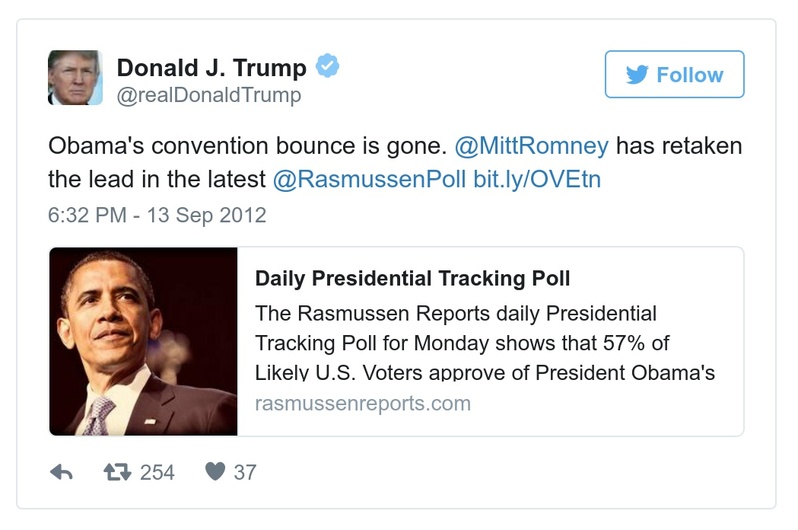 Donald J. Trump
@realDonaldTrump
Follow
Obama's convention bounce is gone. @MittRomney has retaken
the lead in the latest @RasmussenPoll bit.ly/OVEtn
6:32 PM - 13 Sep 2012
Daily Presidential Tracking Poll
The Rasmussen Reports daily Presidential
Tracking Poll for Monday shows that 57% of
Likely U.S. Voters approve of President Obama's
rasmussenreports.com
254
37